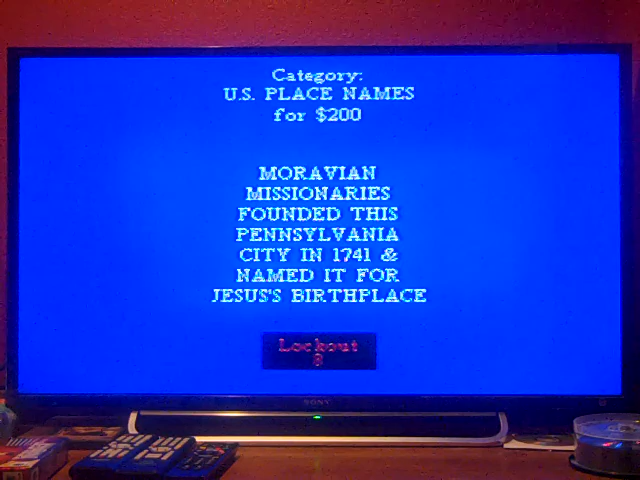 Category:
U.S. PLACE NAMES
for $200
MORAVIAN
MISSIONARIES
FOUNDED THIS
PENNSYLVANIA
CITY IN 1741 &
NAMED IT FOR
JESUS'S BIRTHPLACE
Lockout
8
SONY